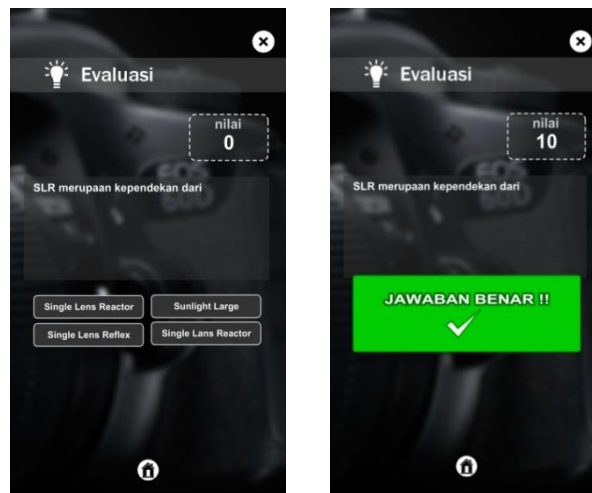 Evaluasi
nilai
0
SLR merupaan kependekan dari
Single Lens Reactor
Sunlight Large
Single Lens Reflex
Single Lans Reactor
Evaluasi
nilai
10
SLR merupaan kependekan dari
JAWABAN BENAR !!